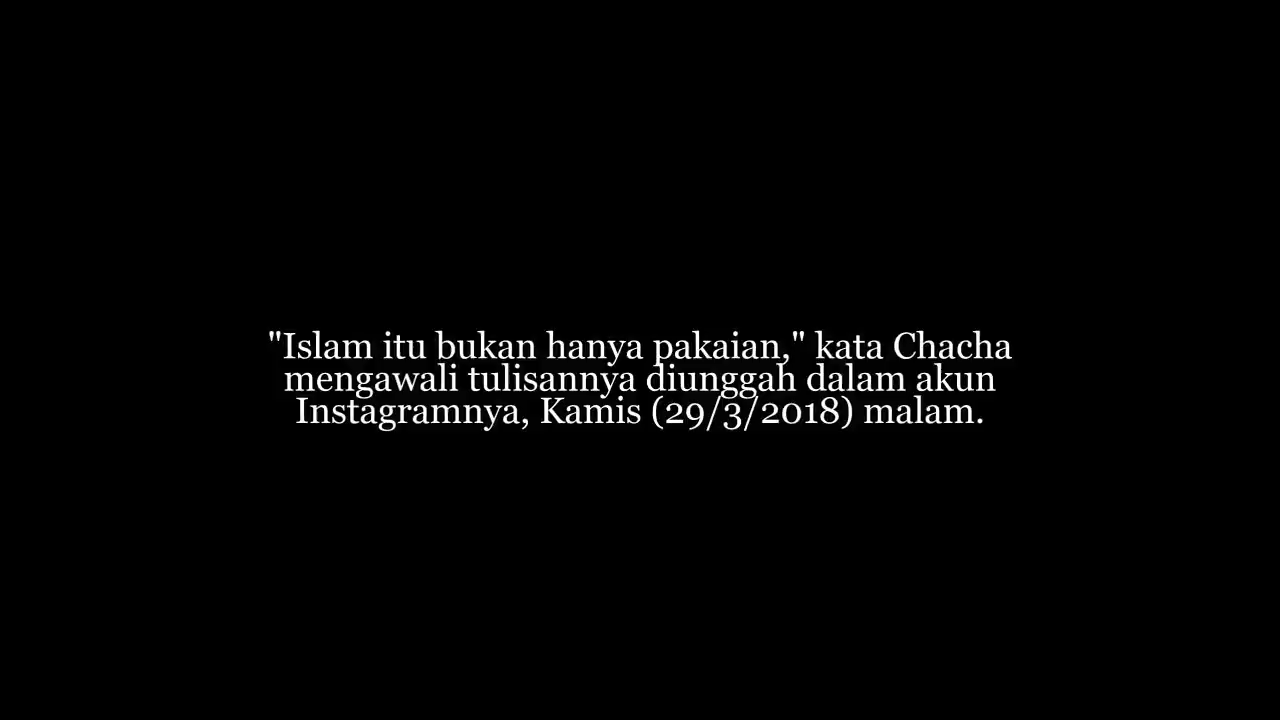 "Islam itu bukan hanya pakaian," kata Chacha
mengawali tulisannya diunggah dalam akun
Instagramnya, Kamis (29/3/2018) malam.